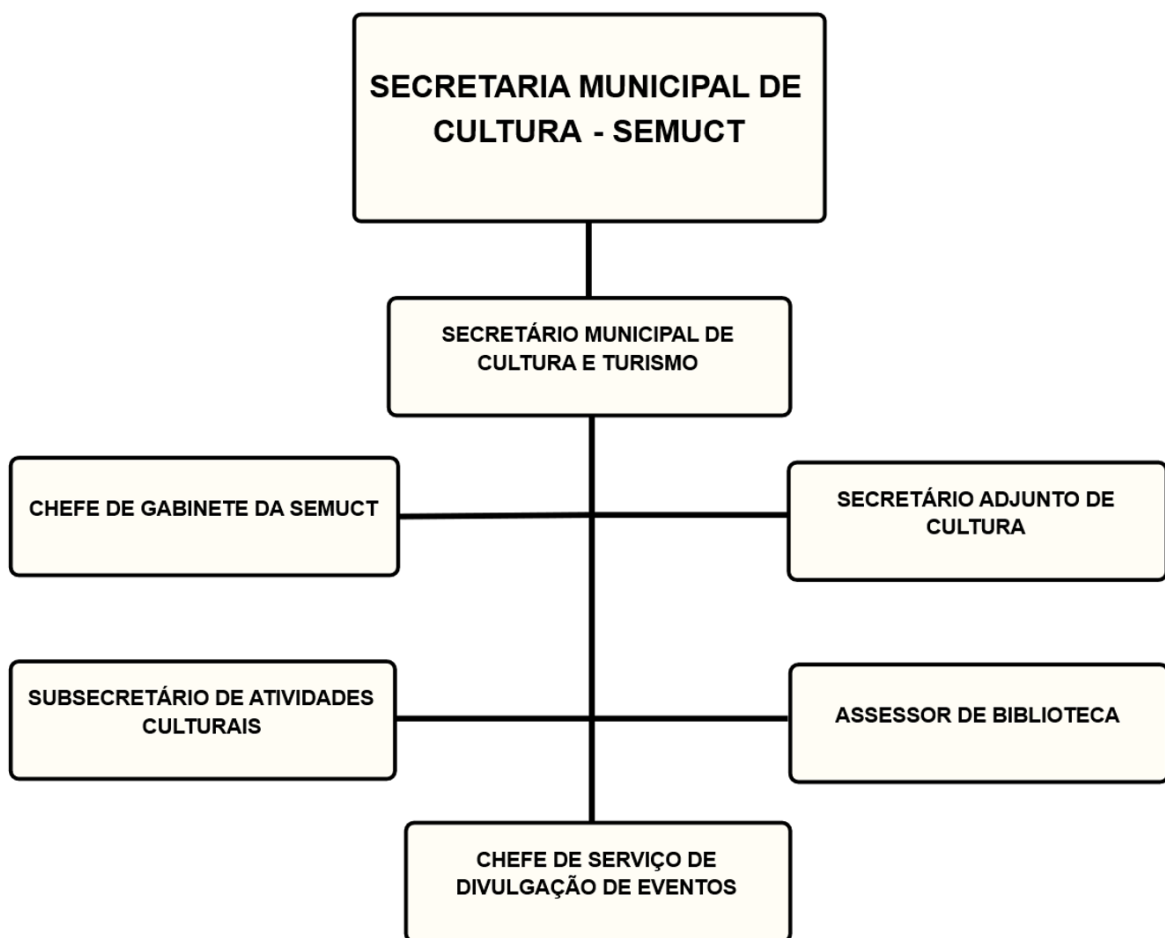 SECRETARIA MUNICIPAL DE
CULTURA - SEMUCT
SECRETÁRIO MUNICIPAL DE
CULTURA E TURISMO
CHEFE DE GABINETE DA SEMUCT
SECRETÁRIO ADJUNTO DE
CULTURA
SUBSECRETÁRIO DE ATIVIDADES
CULTURAIS
ASSESSOR DE BIBLIOTECA
CHEFE DE SERVIÇO DE
DIVULGAÇÃO DE EVENTOS